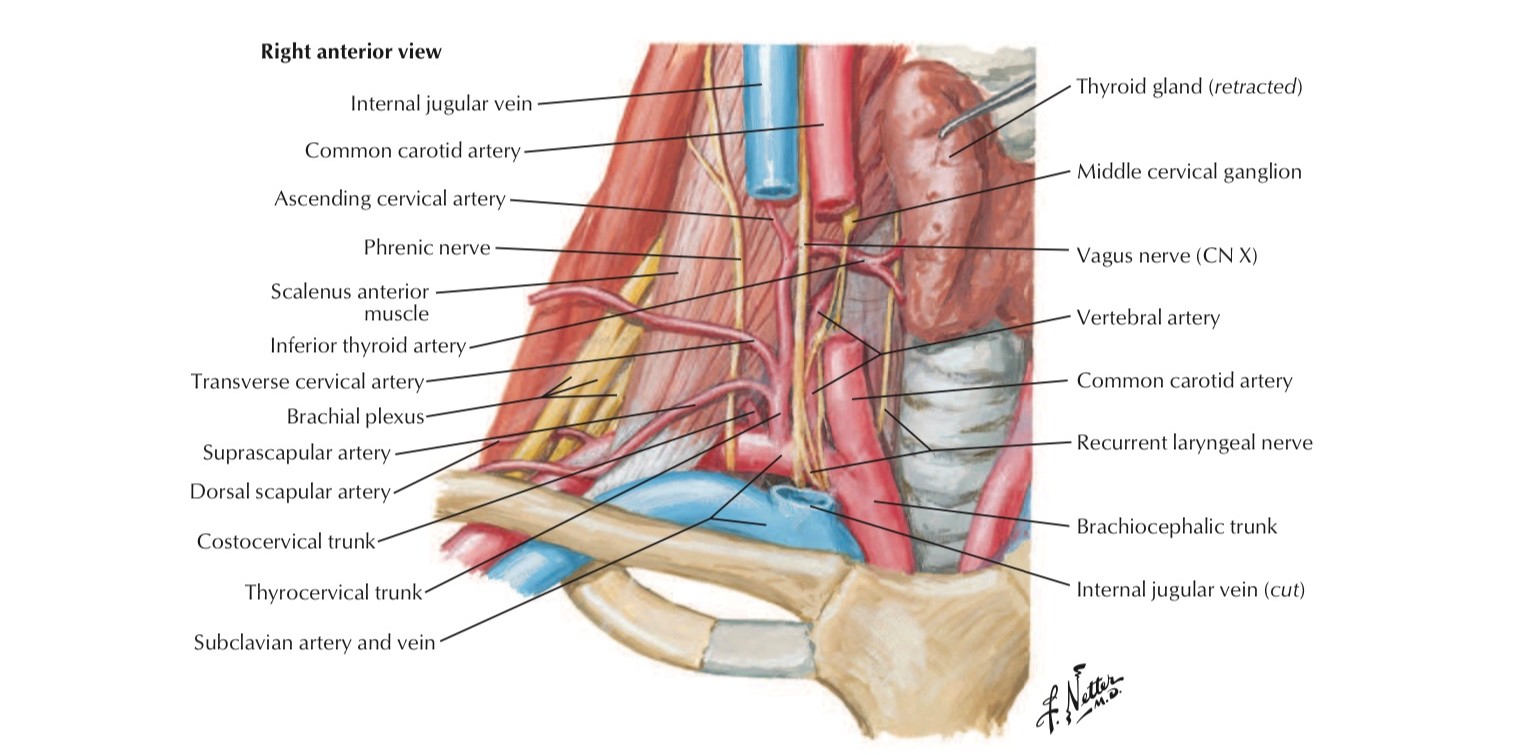 Right anterior view
Internal jugular vein
Common carotid artery
Ascending cervical artery
Phrenic nerve
Scalenus anterior
muscle
Inferior thyroid artery
Transverse cervical artery
Brachial plexus
Suprascapular artery
Dorsal scapular artery
Costocervical trunk
Thyrocervical trunk
Subclavian artery and vein
Thyroid gland (retracted)
Middle cervical ganglion
Vagus nerve (CN X)
Vertebral artery
Common carotid artery
Recurrent laryngeal nerve
Brachiocephalic trunk
Internal jugular vein (cut)
F. Netter
M.D.